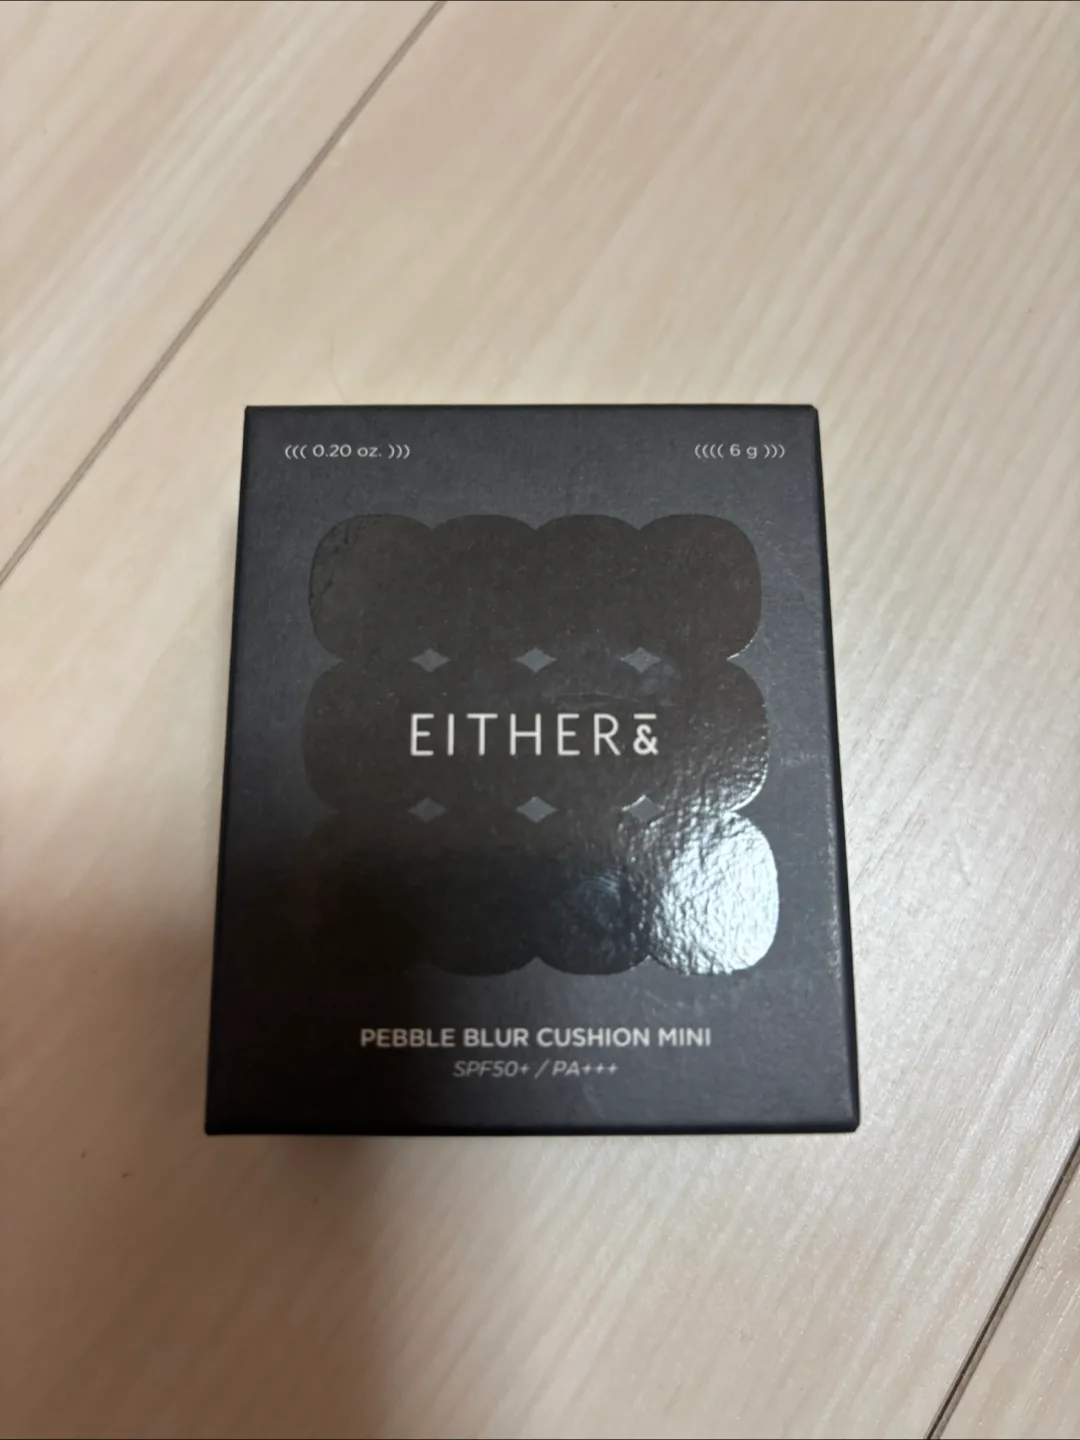 ((( 0.20 oz. )))
(((( 6 g )))
EITHER&
PEBBLE BLUR CUSHION MINI
SPF50+ / PA+++